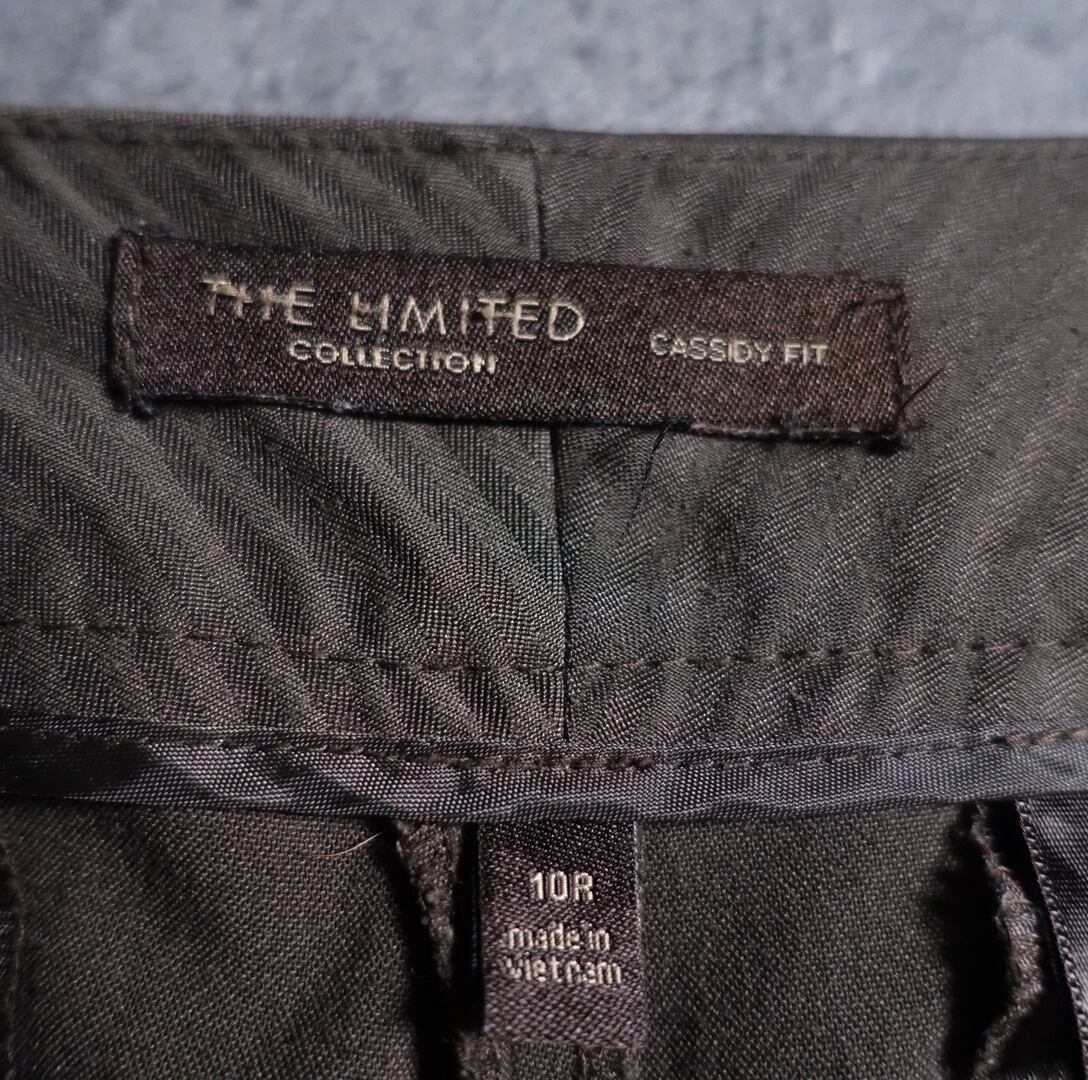 THE LIMITED
COLLECTION
CASSIDY FIT
10R
made in
vietnam